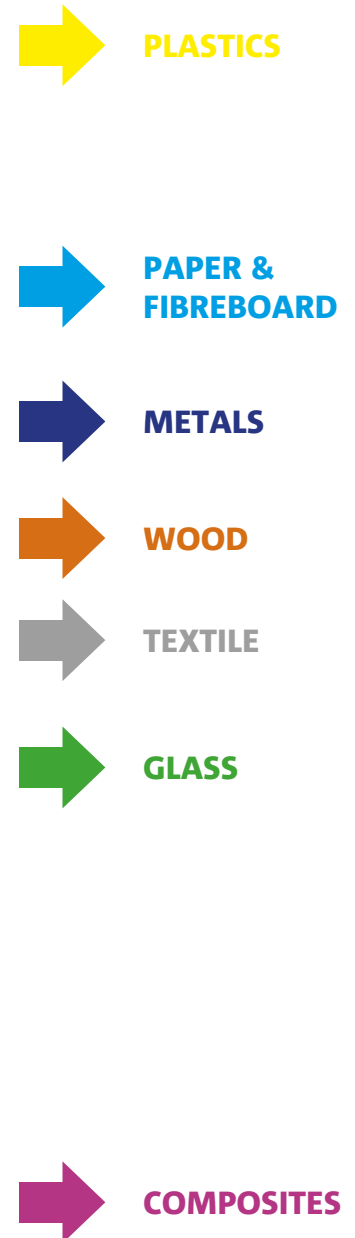 PLASTICS
PAPER &
FIBREBOARD
METALS
WOOD
TEXTILE
GLASS
COMPOSITES